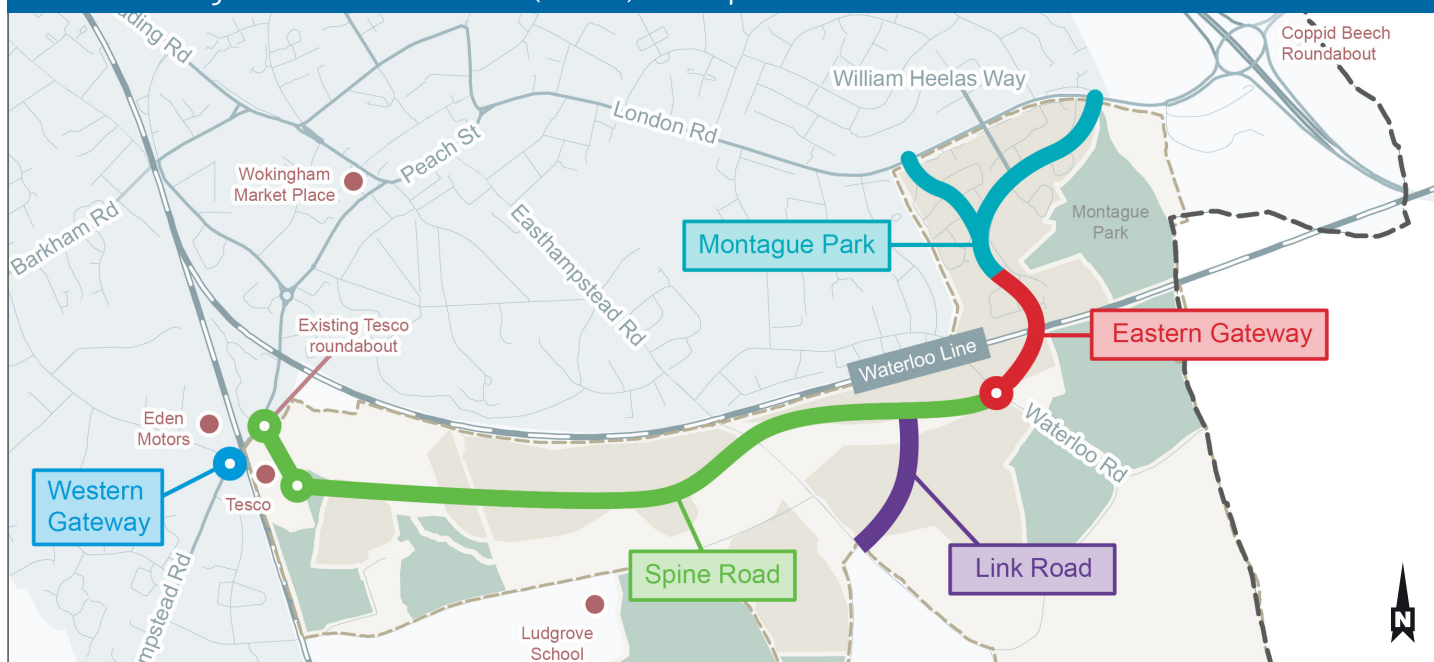 Coppid Beech
Roundabout
William Heelas Way
London Rd
Peach St
Wokingham
Market Place
Barkham Rd
Easthampstead Rd
Montague Park
Montague
Park
Existing Tesco
roundabout
Eastern Gateway
Waterloo Line
Eden
Motors
Waterloo Rd
Western
Gateway
Tesco
Spine Road
Link Road
Ludgrove
School
N